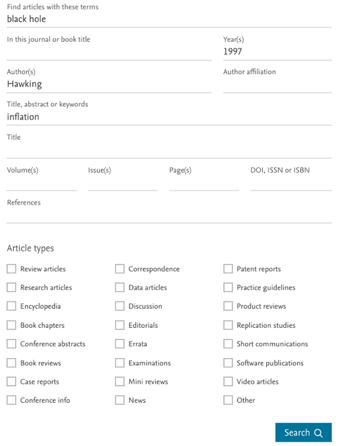 Find articles with these terms
black hole
In this journal or book title Year(s)
1997
Author(s) Author affiliation
Hawking
Title, abstract or keywords
inflation
Title
Volume(s) Issue(s) Page(s) DOI, ISSN or ISBN
References
Article types
Review articles Correspondence Patent reports
Research articles Data articles Practice guidelines
Encyclopedia Discussion Product reviews
Book chapters Editorials Replication studies
Conference abstracts Errata Short communications
Book reviews Examinations Software publications
Case reports Mini reviews Video articles
Conference info News Other
Search